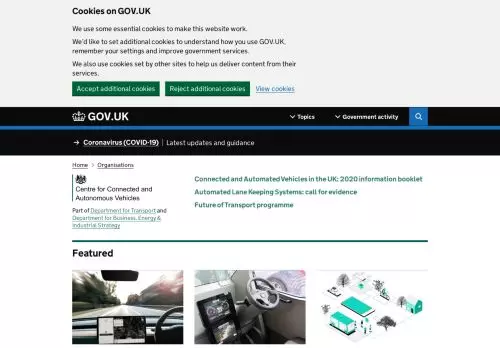 Cookies on GOV.UK
We use some essential cookies to make this website work.
We'd like to set additional cookies to understand how you use GOV.UK,
remember your settings and improve government services.
We also use cookies set by other sites to help us deliver content from their
services.
Accept additional cookies
Reject additional cookies
View cookies
GOV.UK
Topics
Government activity
→ Coronavirus (COVID-19) | Latest updates and guidance
Home > Organisations
Centre for Connected and
Autonomous Vehicles
Part of Department for Transport and
Department for Business, Energy &
Industrial Strategy
Connected and Automated Vehicles in the UK: 2020 information booklet
Automated Lane Keeping Systems: call for evidence
Future of Transport programme
Featured